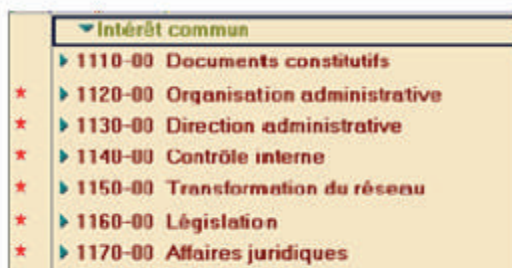 Intérêt commun
1110-00 Documents constitutifs
1120-00 Organisation administrative
1130-00 Direction administrative
1140-00 Contrôle interne
1150-00 Transformation du réseau
1160-00 Législation
1170-00 Affaires juridiques